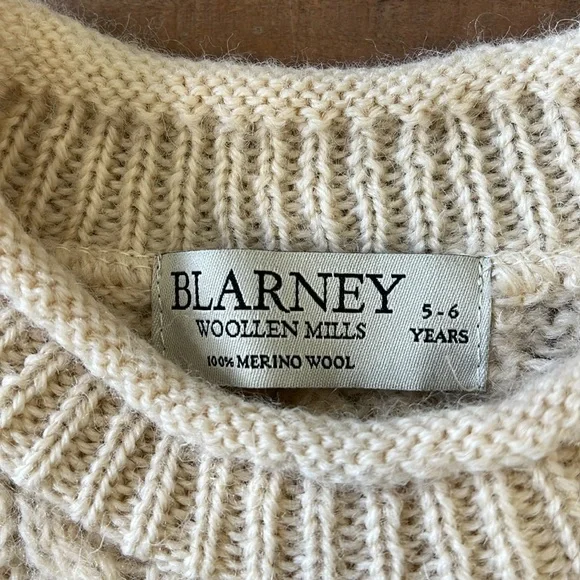 BLARNEY
WOOLLEN MILLS
100% MERINO WOOL
5-6
YEARS